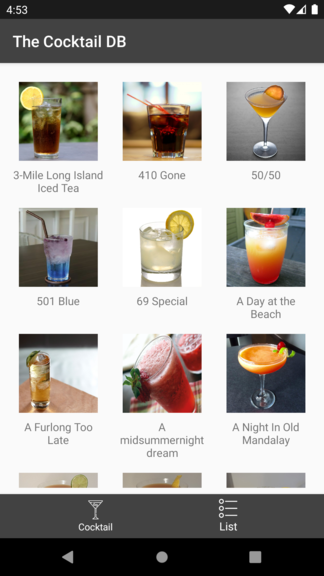 4:53
The Cocktail DB
3-Mile Long Island
Iced Tea
410 Gone
50/50
501 Blue
69 Special
A Day at the
Beach
A Furlong Too
Late
A
midsummernight
dream
A Night In Old
Mandalay
Cocktail
List